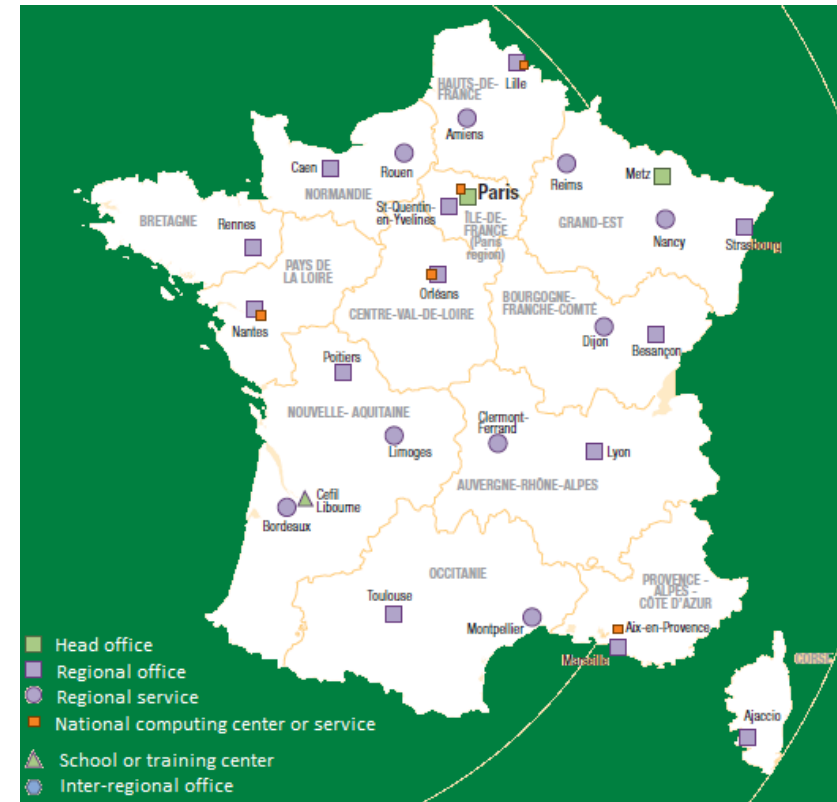 Lille
HAUTS-DE-
FRANCE
Amiens
Caen
Rouen
NORMANDIE
Reims
Metz
Paris
St-Quentin-
en-Yvelines
ÎLE-DE-
FRANCE
(Paris
region)
GRAND-EST
Nancy
Strasbourg
BRETAGNE
Rennes
PAYS DE
LA LOIRE
Nantes
Orléans
CENTRE-VAL-DE-LOIRE
BOURGOGNE-
FRANCHE-COMTÉ
Dijon
Besançon
Poitiers
NOUVELLE- AQUITAINE
Limoges
Clermont-
Ferrand
Lyon
AUVERGNE-RHÔNE-ALPES
Cefil
Libourne
Bordeaux
OCCITANIE
Toulouse
Montpellier
PROVENCE -
ALPES -
CÔTE D'AZUR
Aix-en-Provence
Marseille
CORSE
Ajaccio
Head office
Regional office
Regional service
National computing center or service
School or training center
Inter-regional office